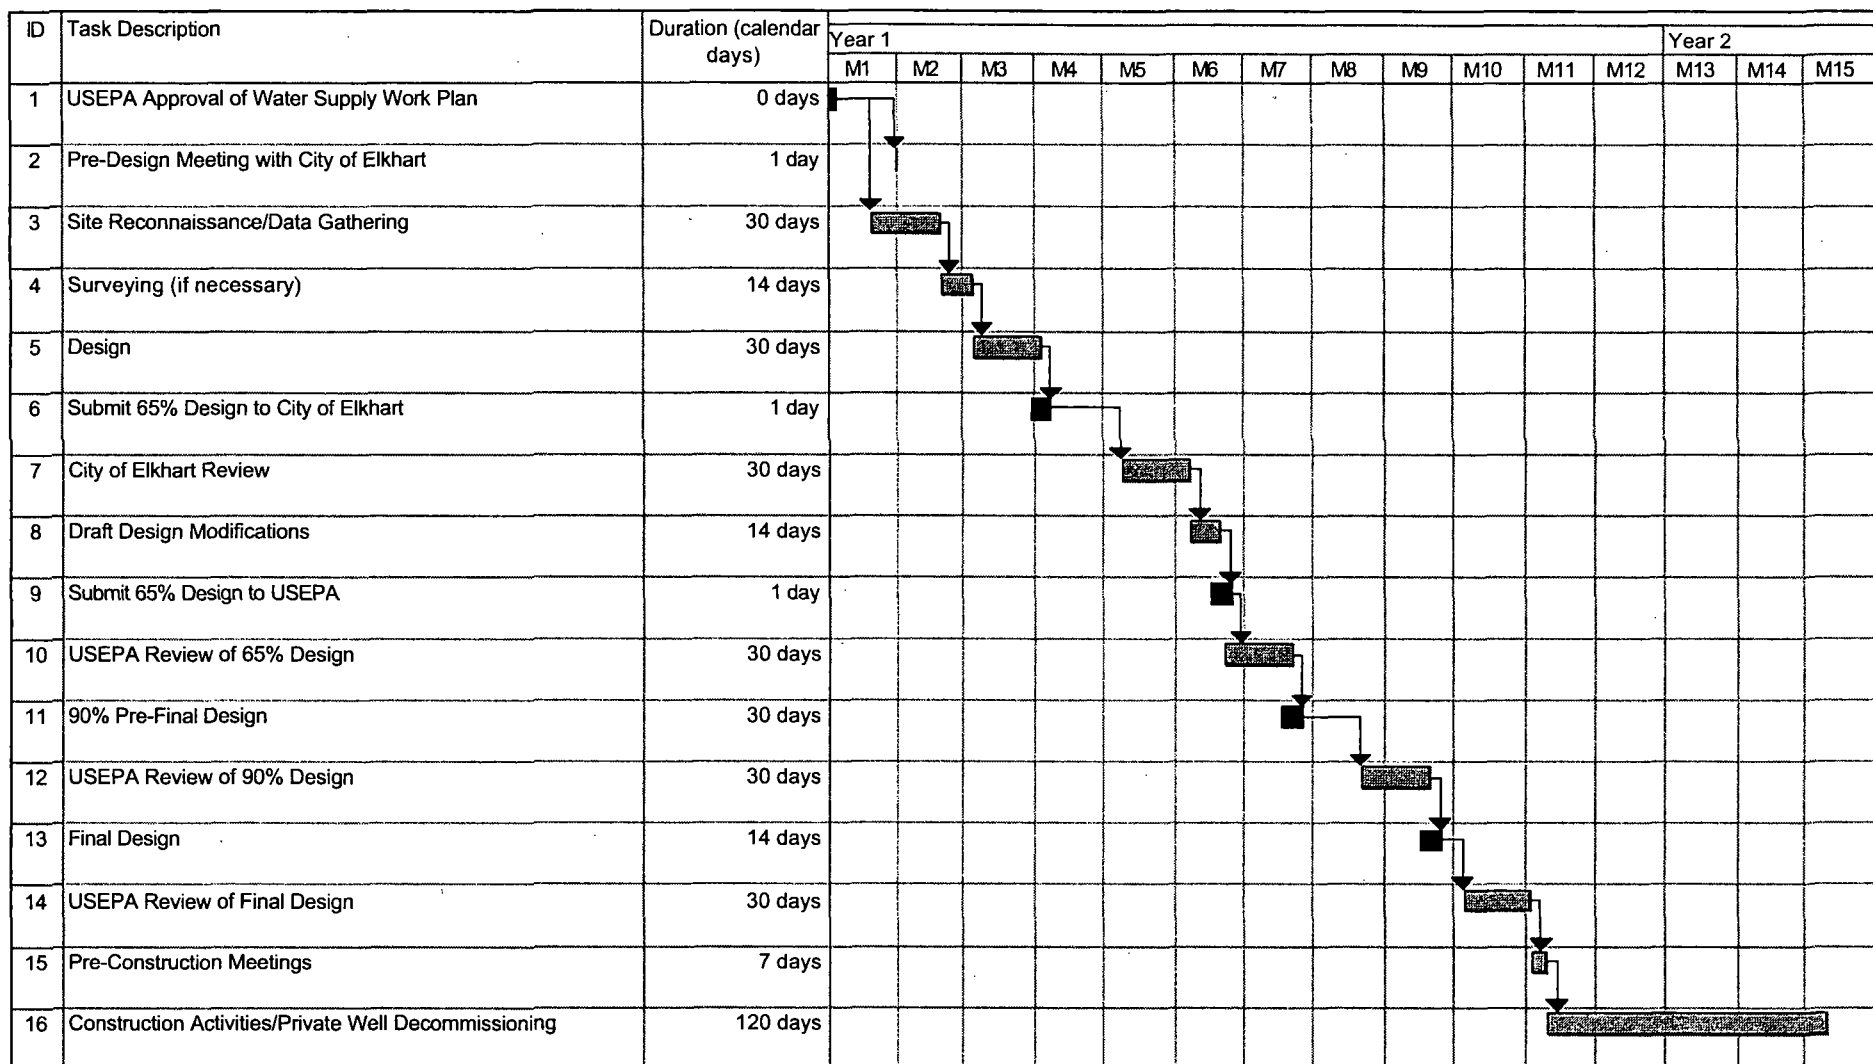 ID Task Description Duration (calendar days) Year 1 Year 2
M1 M2 M3 M4 M5 M6 M7 M8 M9 M10 M11 M12 M13 M14 M15
1 USEPA Approval of Water Supply Work Plan 0 days
2 Pre-Design Meeting with City of Elkhart 1 day
3 Site Reconnaissance/Data Gathering 30 days
4 Surveying (if necessary) 14 days
5 Design 30 days
6 Submit 65% Design to City of Elkhart 1 day
7 City of Elkhart Review 30 days
8 Draft Design Modifications 14 days
9 Submit 65% Design to USEPA 1 day
10 USEPA Review of 65% Design 30 days
11 90% Pre-Final Design 30 days
12 USEPA Review of 90% Design 30 days
13 Final Design 14 days
14 USEPA Review of Final Design 30 days
15 Pre-Construction Meetings 7 days
16 Construction Activities/Private Well Decommissioning 120 days